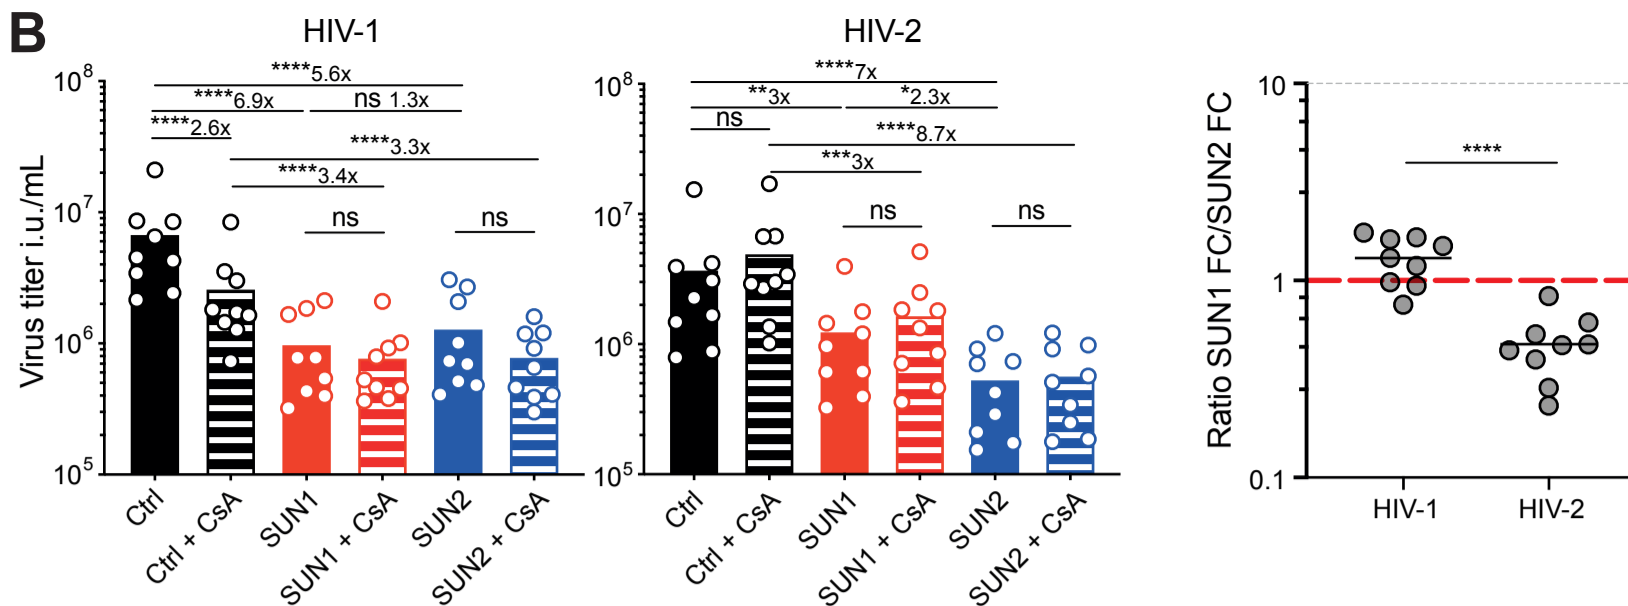 B
HIV-1
Virus titer i.u./mL
10^8
10^7
10^6
10^5
****5.6x
****6.9x
ns 1.3x
****2.6x
****3.3x
****3.4x
ns
ns
Ctrl
Ctrl + CsA
SUN1
SUN1 + CsA
SUN2
SUN2 + CsA
HIV-2
10^8
10^7
10^6
10^5
****7x
**3x
*2.3x
ns
****8.7x
***3x
ns
ns
Ctrl
Ctrl + CsA
SUN1
SUN1 + CsA
SUN2
SUN2 + CsA
Ratio SUN1 FC/SUN2 FC
10
1
0.1
****
HIV-1
HIV-2